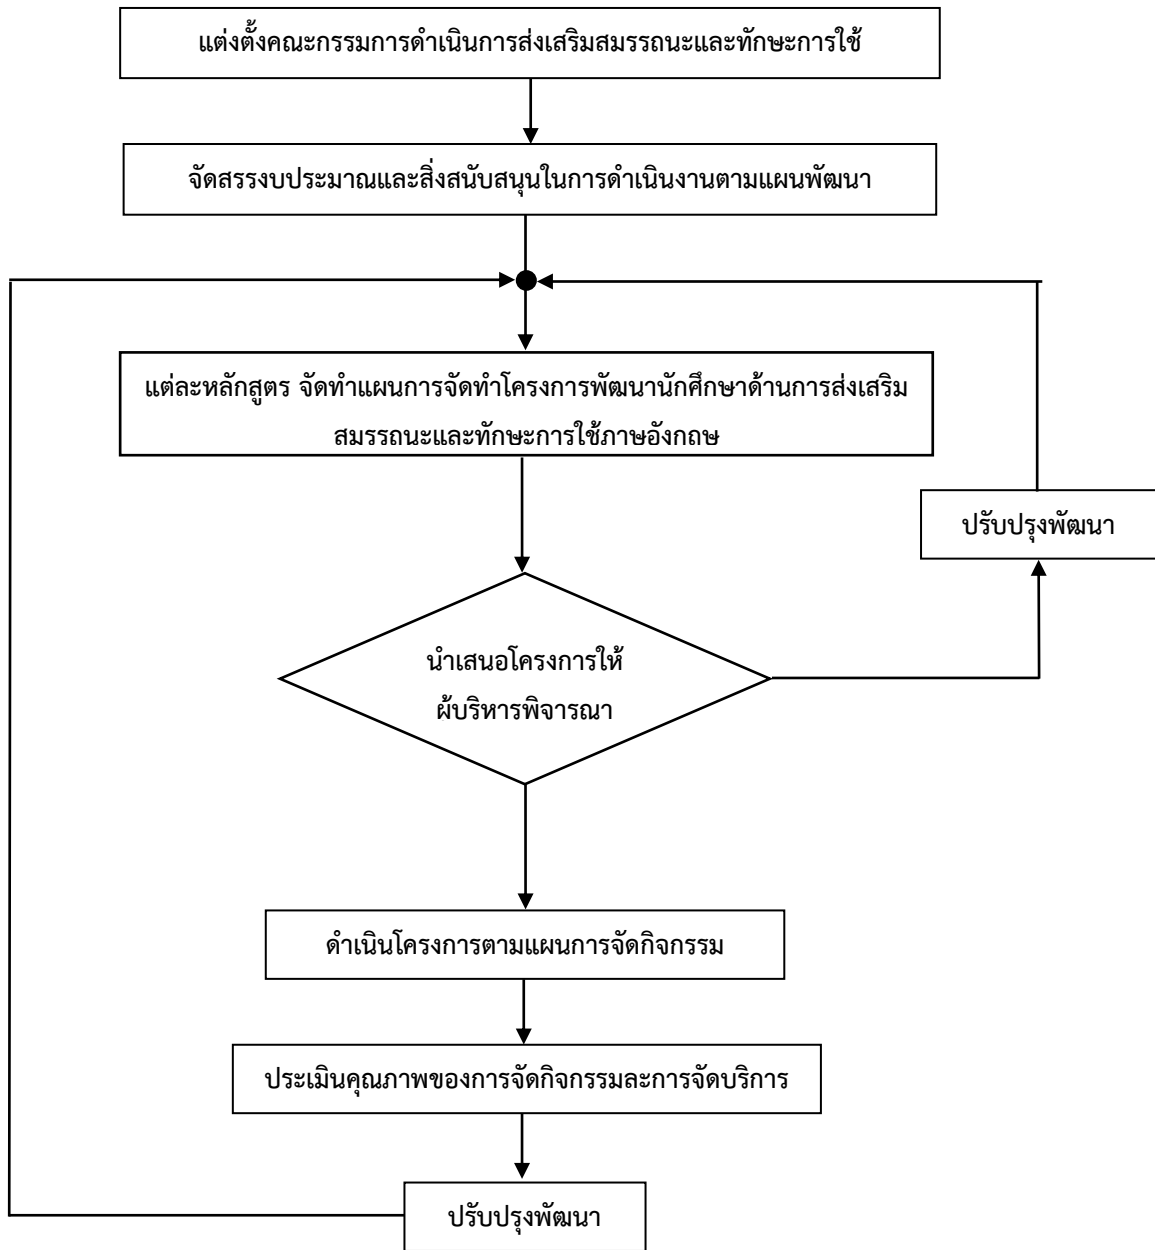 แต่งตั้งคณะกรรมการดำเนินการส่งเสริมสมรรถนะและทักษะการใช้
จัดสรรงบประมาณและสิ่งสนับสนุนในการดำเนินงานตามแผนพัฒนา
แต่ละหลักสูตร จัดทำแผนการจัดทำโครงการพัฒนานักศึกษาด้านการส่งเสริม
สมรรถนะและทักษะการใช้ภาษอังกฤษ
ปรับปรุงพัฒนา
นำเสนอโครงการให้
ผ้บริหารพิจารณา
ดำเนินโครงการตามแผนการจัดกิจกรรม
ประเมินคุณภาพของการจัดกิจกรรมละการจัดบริการ
ปรับปรุงพัฒนา